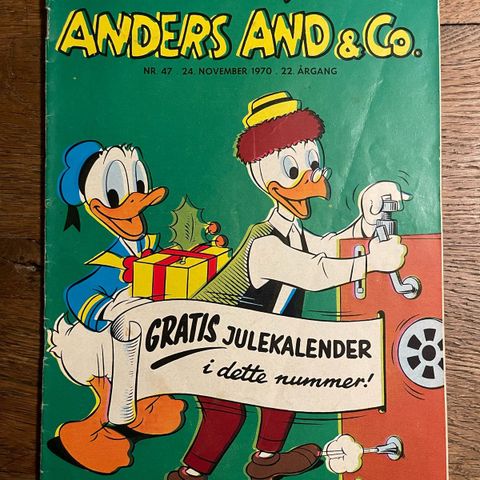 ANDERS AND & Co.
NR. 47 . 24. NOVEMBER 1970 . 22. ÅRGANG
GRATIS JULEKALENDER
i dette nummer!